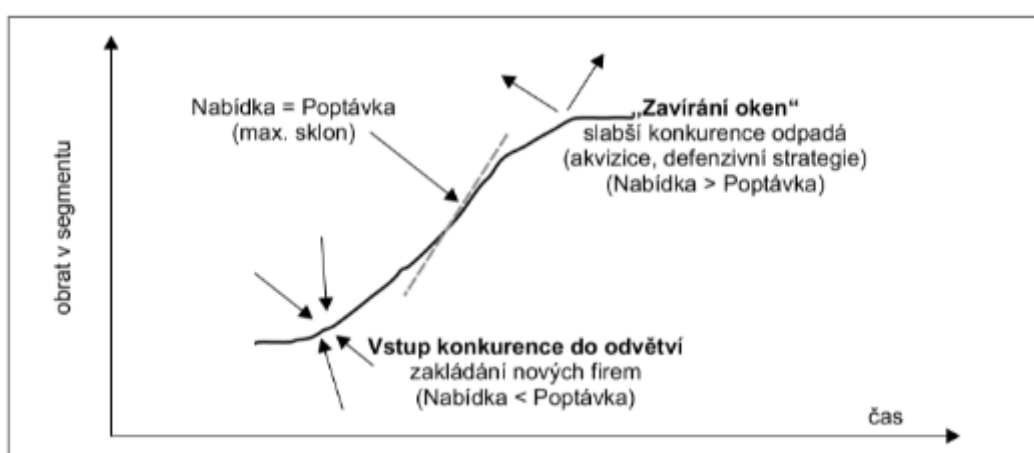 Nabídka = Poptávka
(max. sklon)
„Zavírání oken“
slabší konkurence odpadá
(akvizice, defenzivní strategie)
(Nabídka > Poptávka)
obrat v segmentu
Vstup konkurence do odvětví
zakládání nových firem
(Nabídka < Poptávka)
čas